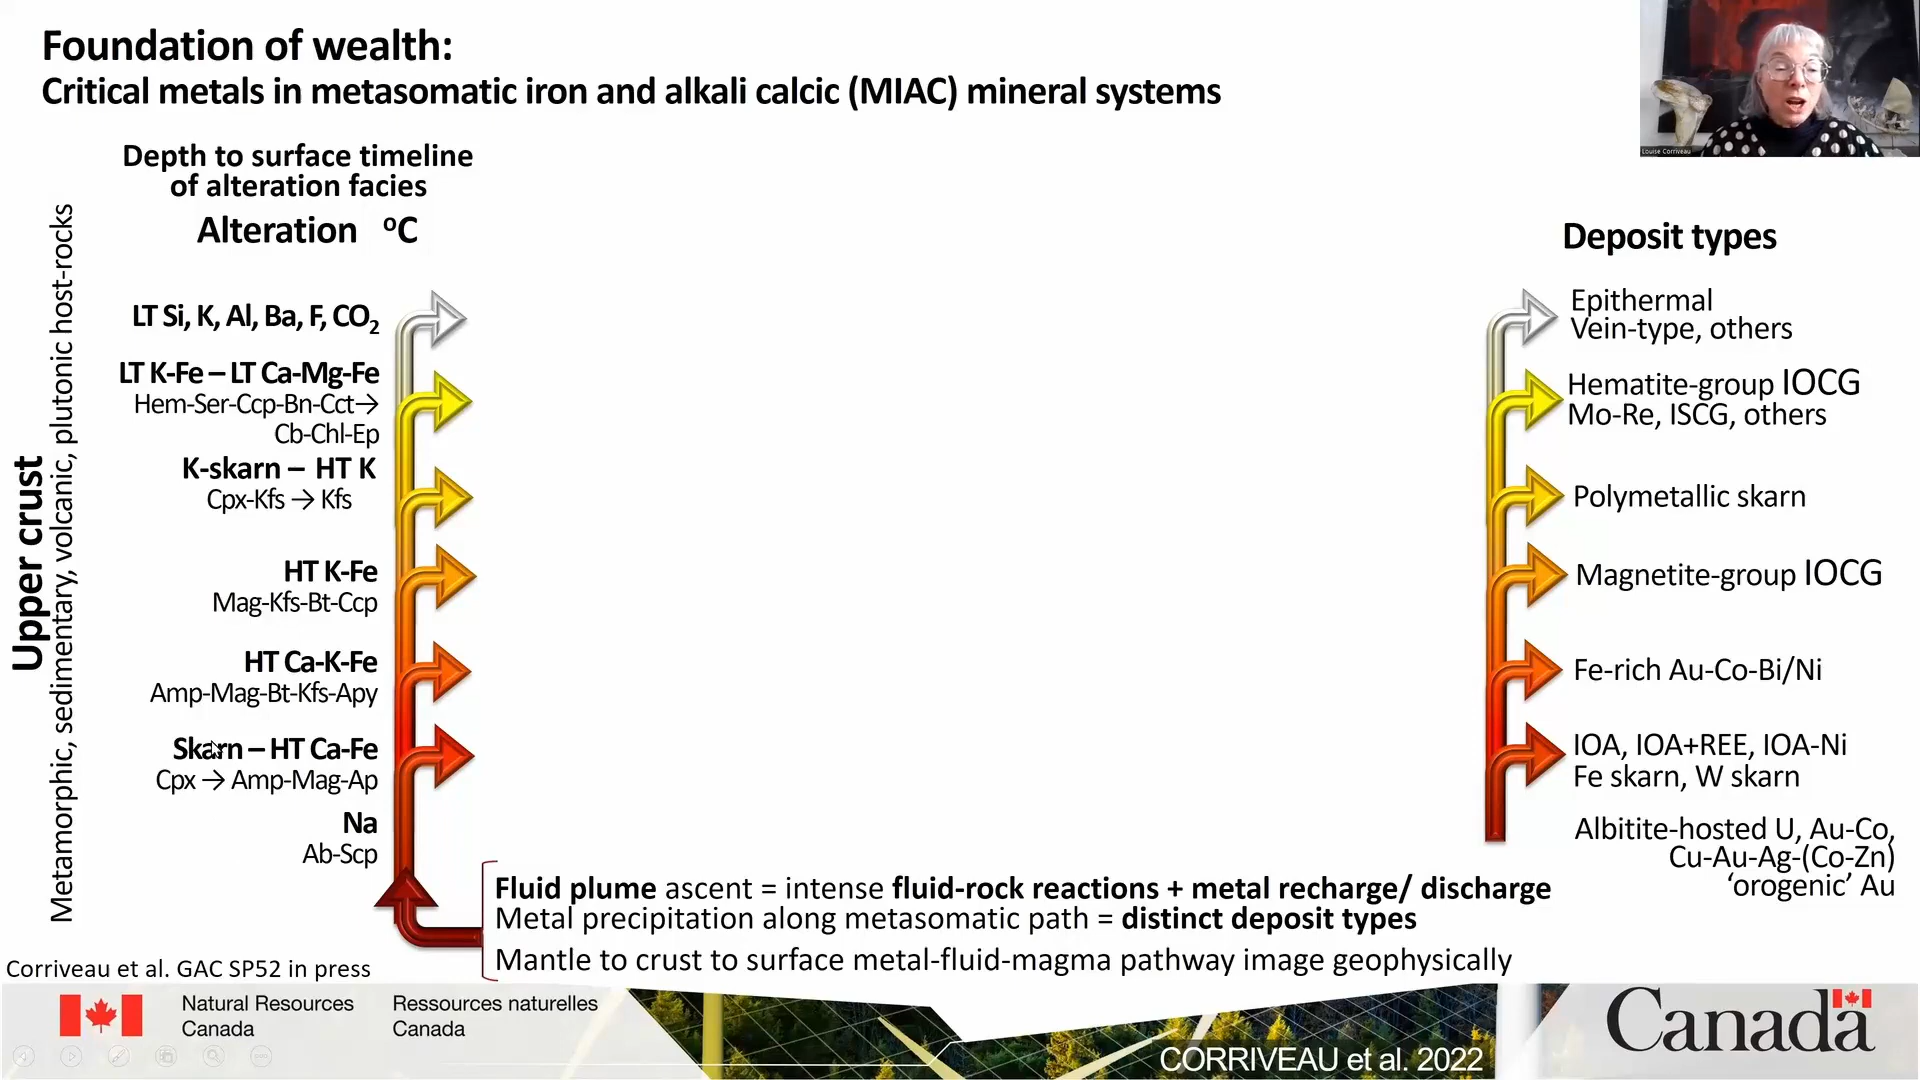 Foundation of wealth:
Critical metals in metasomatic iron and alkali calcic (MIAC) mineral systems
Louise Corriveau
Depth to surface timeline
of alteration facies
Alteration °C
Upper crust
Metamorphic, sedimentary, volcanic, plutonic host-rocks
LT Si, K, Al, Ba, F, CO₂
LT K-Fe – LT Ca-Mg-Fe
Hem-Ser-Ccp-Bn-Cct→
Cb-Chl-Ep
K-skarn – HT K
Cpx-Kfs → Kfs
HT K-Fe
Mag-Kfs-Bt-Ccp
HT Ca-K-Fe
Amp-Mag-Bt-Kfs-Apy
Skarn – HT Ca-Fe
Cpx → Amp-Mag-Ap
Na
Ab-Scp
Deposit types
Epithermal
Vein-type, others
Hematite-group IOCG
Mo-Re, ISCG, others
Polymetallic skarn
Magnetite-group IOCG
Fe-rich Au-Co-Bi/Ni
IOA, IOA+REE, IOA-Ni
Fe skarn, W skarn
Albitite-hosted U, Au-Co,
Cu-Au-Ag-(Co-Zn)
‘orogenic’ Au
Fluid plume ascent = intense fluid-rock reactions + metal recharge/ discharge
Metal precipitation along metasomatic path = distinct deposit types
Mantle to crust to surface metal-fluid-magma pathway image geophysically
Corriveau et al. GAC SP52 in press
Natural Resources
Canada
Ressources naturelles
Canada
CORRIVEAU et al. 2022
Canada